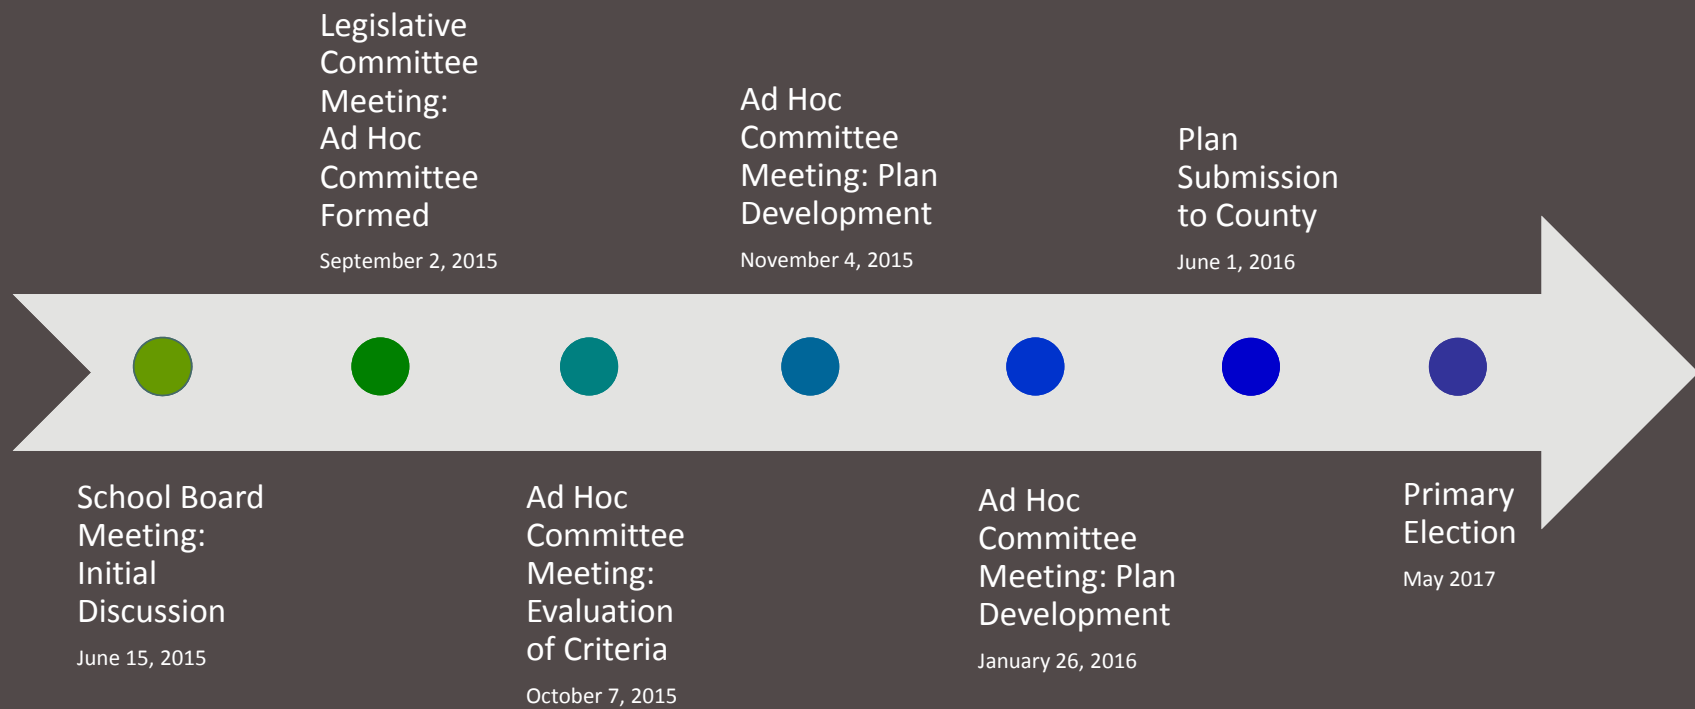 Legislative
Committee
Meeting:
Ad Hoc
Committee
Formed
September 2, 2015
Ad Hoc
Committee
Meeting: Plan
Development
November 4, 2015
Plan
Submission
to County
June 1, 2016
School Board
Meeting:
Initial
Discussion
June 15, 2015
Ad Hoc
Committee
Meeting:
Evaluation
of Criteria
October 7, 2015
Ad Hoc
Committee
Meeting: Plan
Development
January 26, 2016
Primary
Election
May 2017